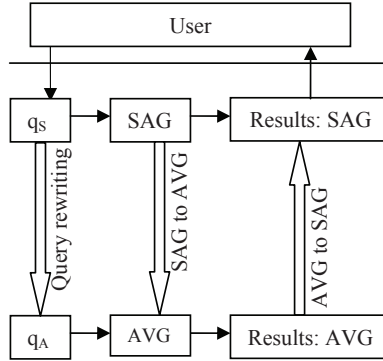 User
qS
SAG
Results: SAG
Query rewriting
SAG to AVG
AVG to SAG
qA
AVG
Results: AVG